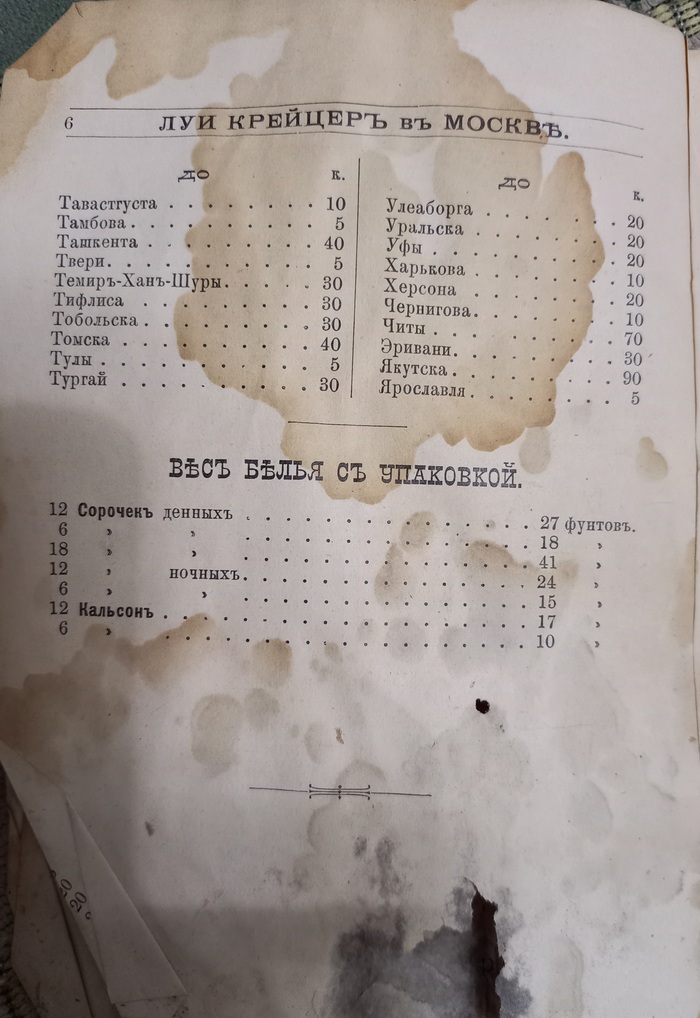 6 ЛУИ КРЕЙЦЕРЪ въ МОСКВѢ.
до к.
Тавастгуста . . . . . . . . 10
Тамбова . . . . . . . . . . 5
Ташкента . . . . . . . . . 40
Твери. . . . . . . . . . . . 5
Темиръ-Ханъ-Шуры. . . . . 30
Тифлиса . . . . . . . . . 30
Тобольска . . . . . . . . . 30
Томска . . . . . . . . . . 40
Тулы . . . . . . . . . . . 5
Тургай . . . . . . . . . . 30
до к.
Улеаборга . . . . . . . 20
Уральска . . . . . . . . 20
Уфы . . . . . . . . . . 20
Харькова . . . . . . . . 10
Херсона . . . . . . . . 20
Чернигова. . . . . . . . 10
Читы . . . . . . . . . . 70
Эривани. . . . . . . . . 30
Якутска. . . . . . . . . 90
Ярославля . . . . . . . . 5
ВѢСЪ БѢЛЬЯ СЪ УПАКОВКОЙ.
12 Сорочекъ денныхъ . . . . . . . . . . . . . . . 27 фунтовъ.
6 „ „ . . . . . . . . . . . . . . . 18 „
18 „ „ . . . . . . . . . . . . . . . 41 „
12 „ ночныхъ. . . . . . . . . . . . . . . 24 „
6 „ „ . . . . . . . . . . . . . . . 15 „
12 Кальсонъ . . . . . . . . . . . . . . . . . . . 17 „
6 „ . . . . . . . . . . . . . . . . . . . 10 „